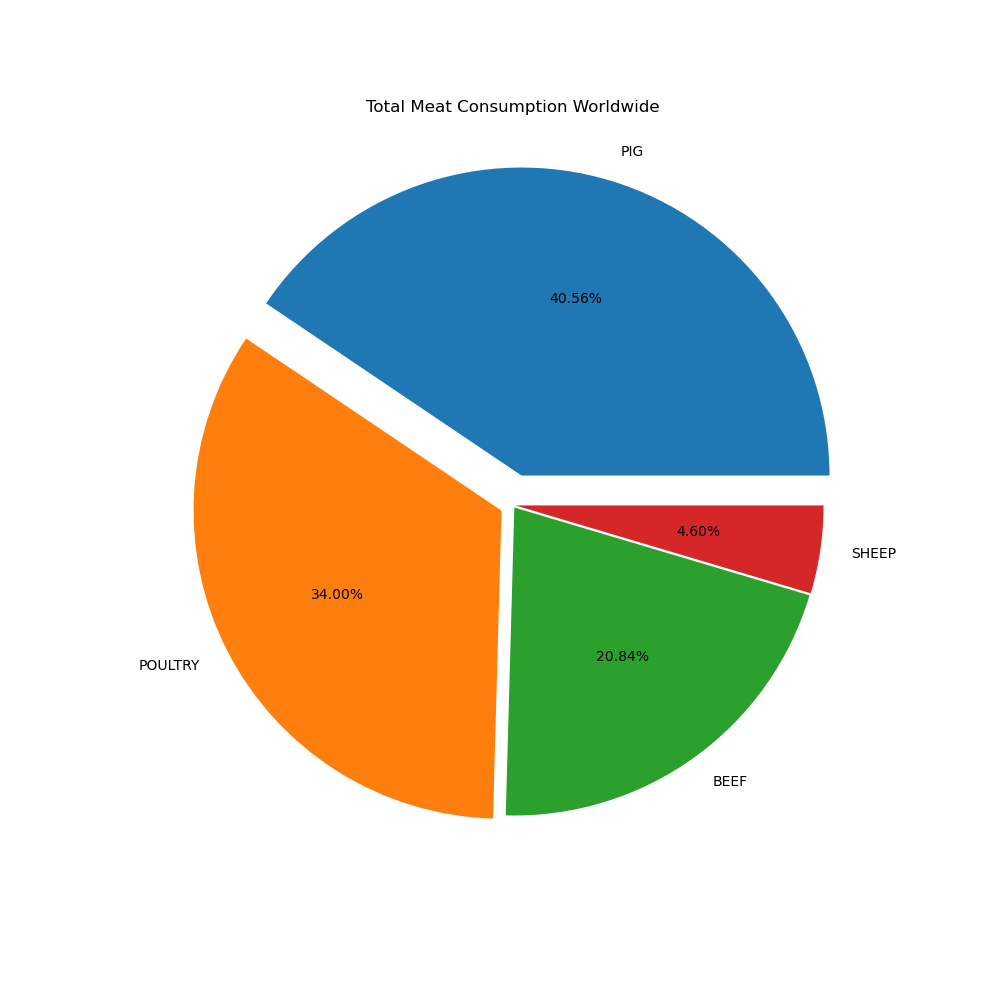 Total Meat Consumption Worldwide
PIG
40.56%
4.60%
SHEEP
34.00%
20.84%
POULTRY
BEEF